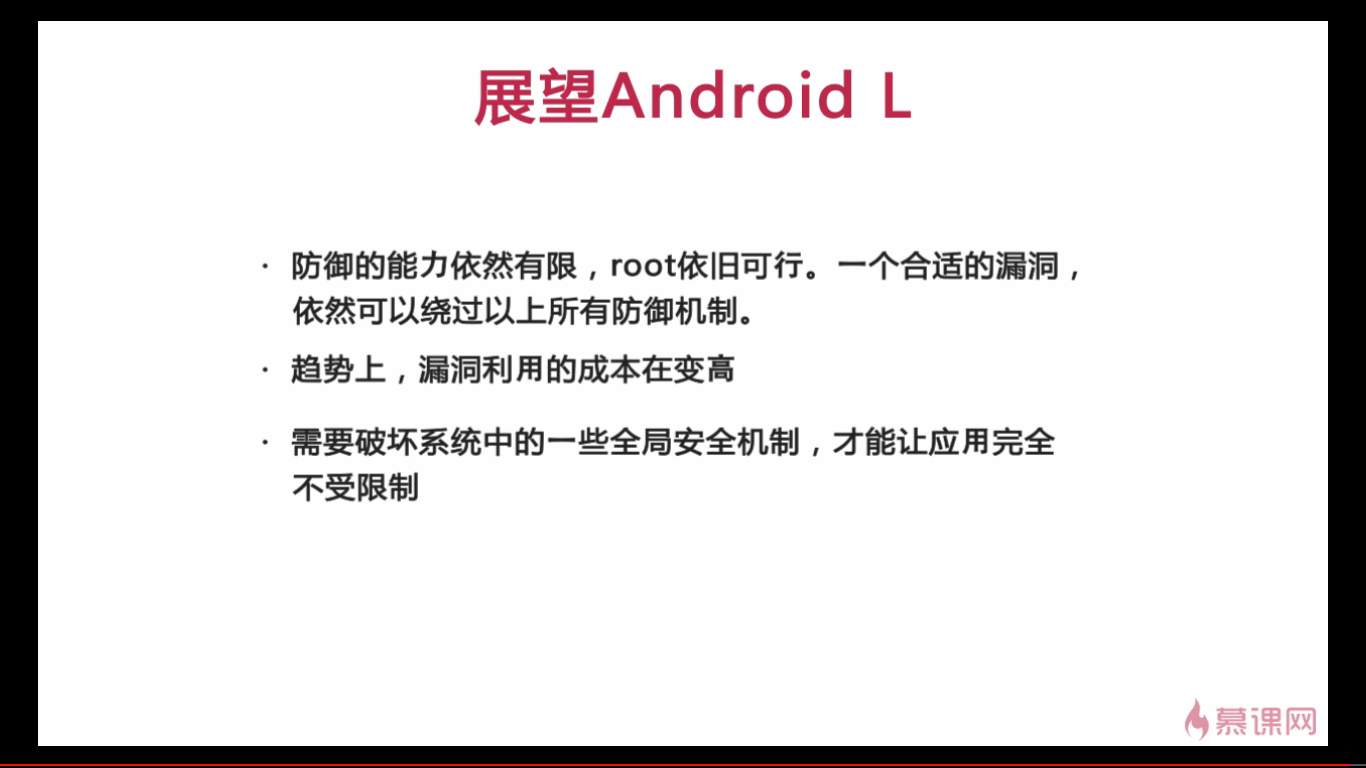 展望Android L
· 防御的能力依然有限，root依旧可行。一个合适的漏洞，
依然可以绕过以上所有防御机制。
· 趋势上，漏洞利用的成本在变高
· 需要破坏系统中的一些全局安全机制，才能让应用完全
不受限制
慕课网